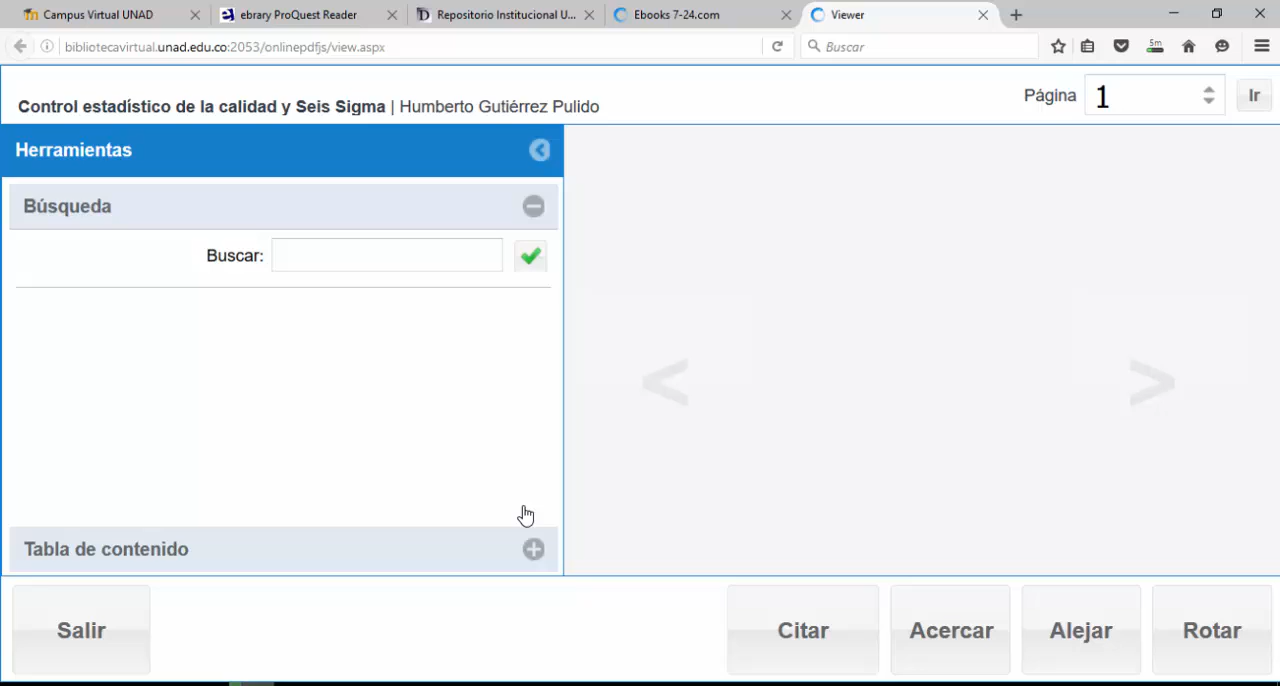 Campus Virtual UNAD
ebrary ProQuest Reader
Repositorio Institucional U...
Ebooks 7-24.com
Viewer
bibliotecavirtual.unad.edu.co:2053/onlinepdfjs/view.aspx
Buscar
5m
Control estadístico de la calidad y Seis Sigma | Humberto Gutiérrez Pulido
Página 1 Ir
Herramientas
Búsqueda
Buscar:
< >
Tabla de contenido
Salir
Citar
Acercar
Alejar
Rotar